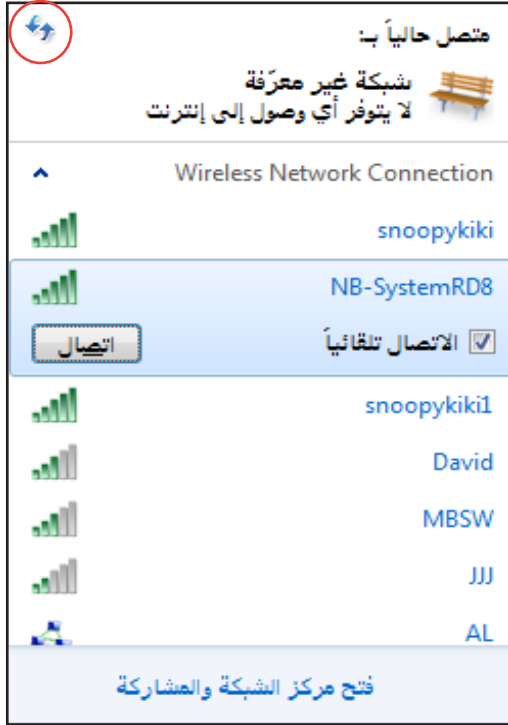 متصل حالياً بـ:
شبكة غير معرّفة
لا يتوفر أي وصول إلى إنترنت
Wireless Network Connection
snoopykiki
NB-SystemRD8
الاتصال تلقائياً
اتصال
snoopykiki1
David
MBSW
JJJ
AL
فتح مركز الشبكة والمشاركة